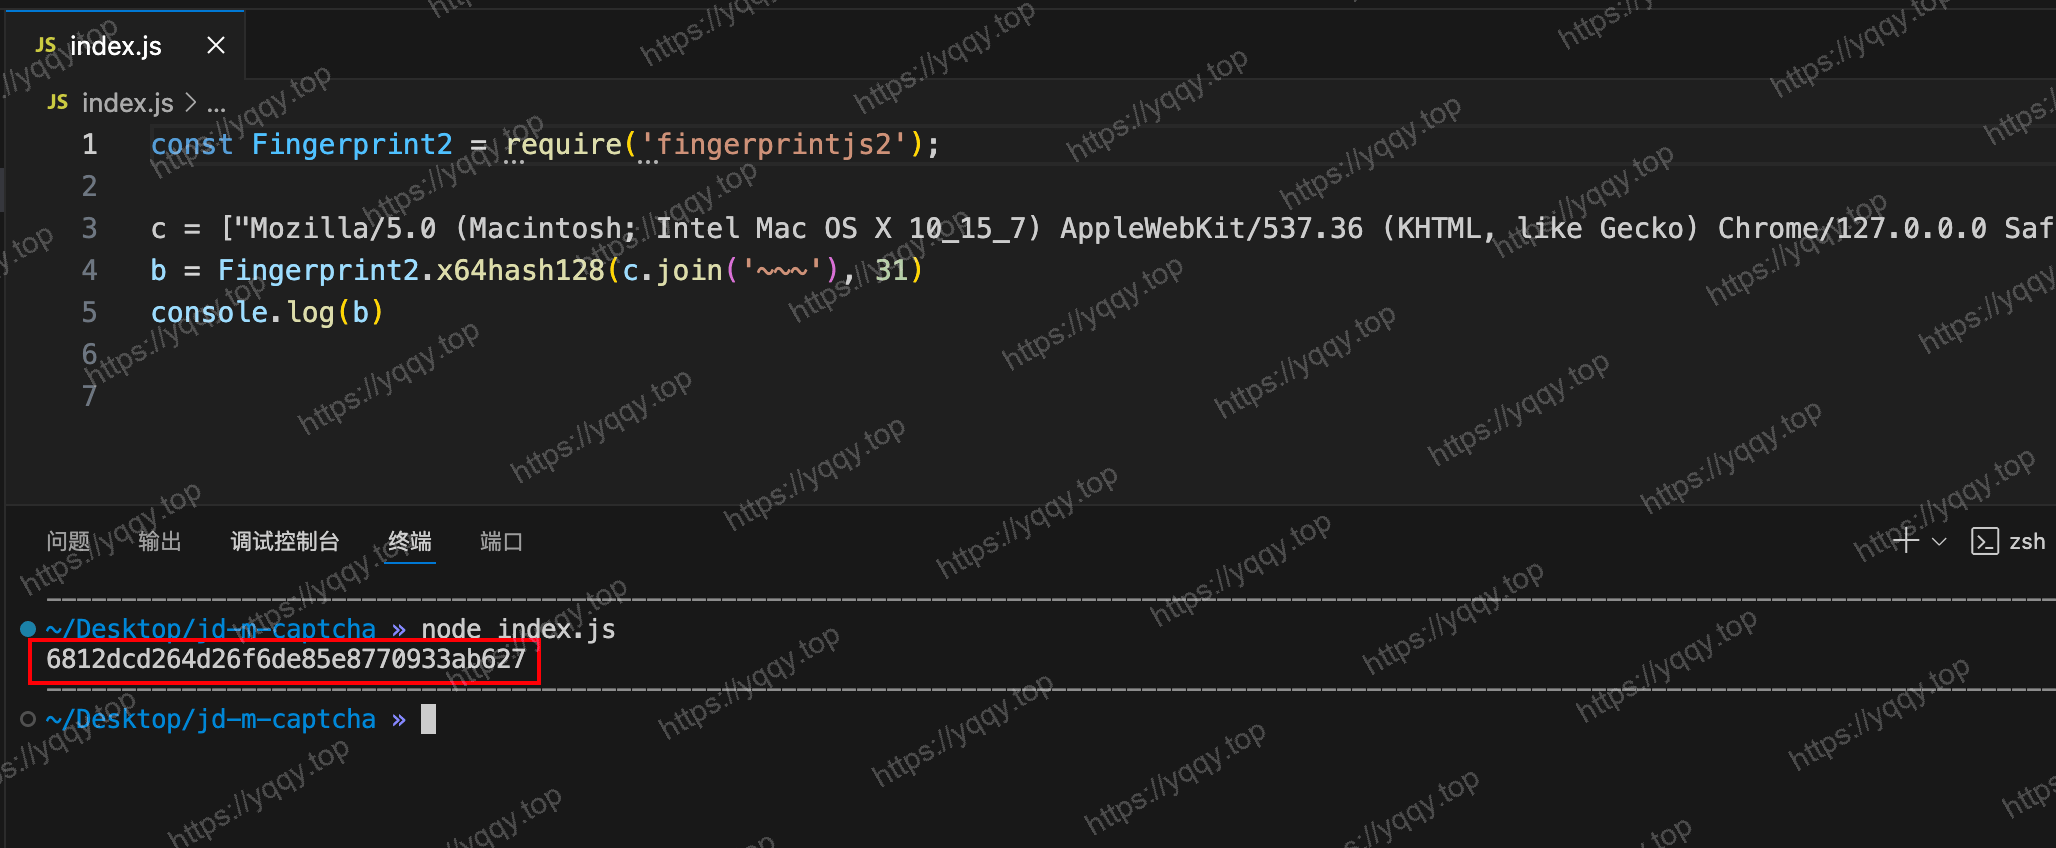 JS index.js ×
JS index.js > ...
1 const Fingerprint2 = require('fingerprintjs2');
2
3 c = ["Mozilla/5.0 (Macintosh; Intel Mac OS X 10_15_7) AppleWebKit/537.36 (KHTML, like Gecko) Chrome/127.0.0.0 Saf
4 b = Fingerprint2.x64hash128(c.join('~~~'), 31)
5 console.log(b)
6
7
问题 输出 调试控制台 终端 端口 zsh
~/Desktop/jd-m-captcha » node index.js
6812dcd264d26f6de85e8770933ab627
~/Desktop/jd-m-captcha »
https://yqqy.top